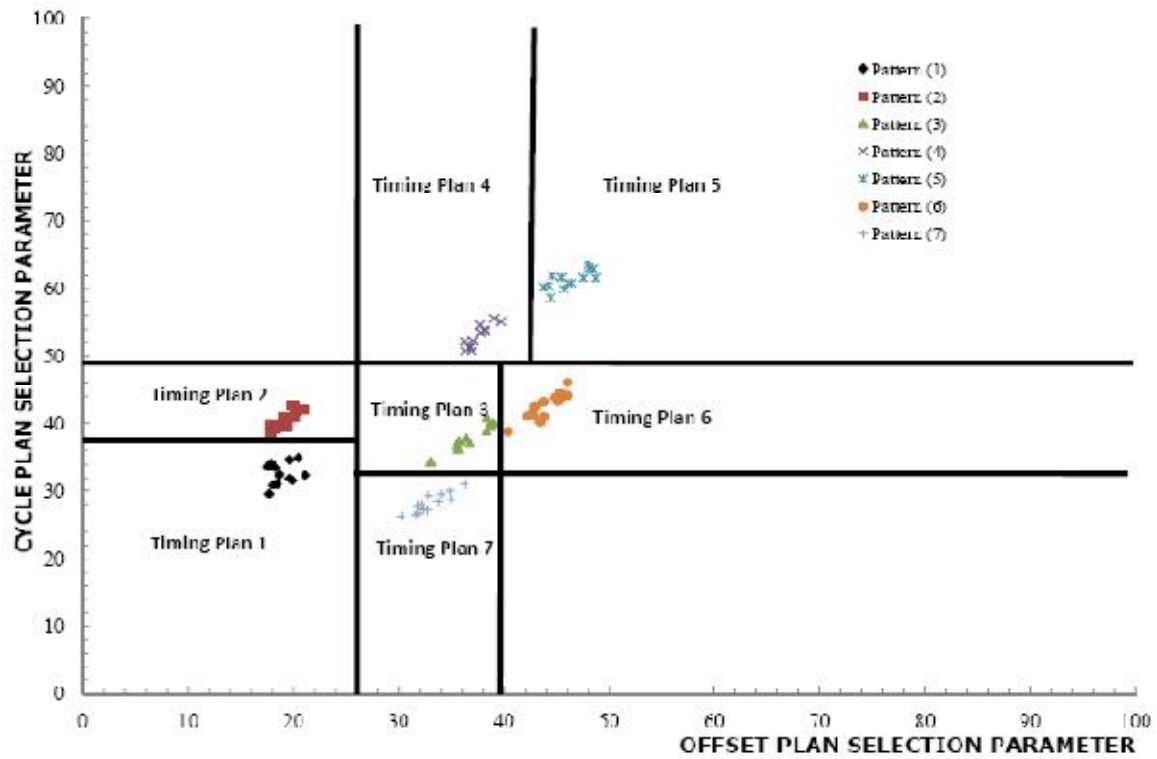 100
90
80
70
60
50
40
30
20
10
0
CYCLE PLAN SELECTION PARAMETER
Timing Plan 4
Timing Plan 5
Pattern (1)
Pattern (2)
Pattern (3)
Pattern (4)
Pattern (5)
Pattern (6)
Pattern (7)
Timing Plan 2
Timing Plan 3
Timing Plan 6
Timing Plan 1
Timing Plan 7
0 10 20 30 40 50 60 70 80 90 100
OFFSET PLAN SELECTION PARAMETER